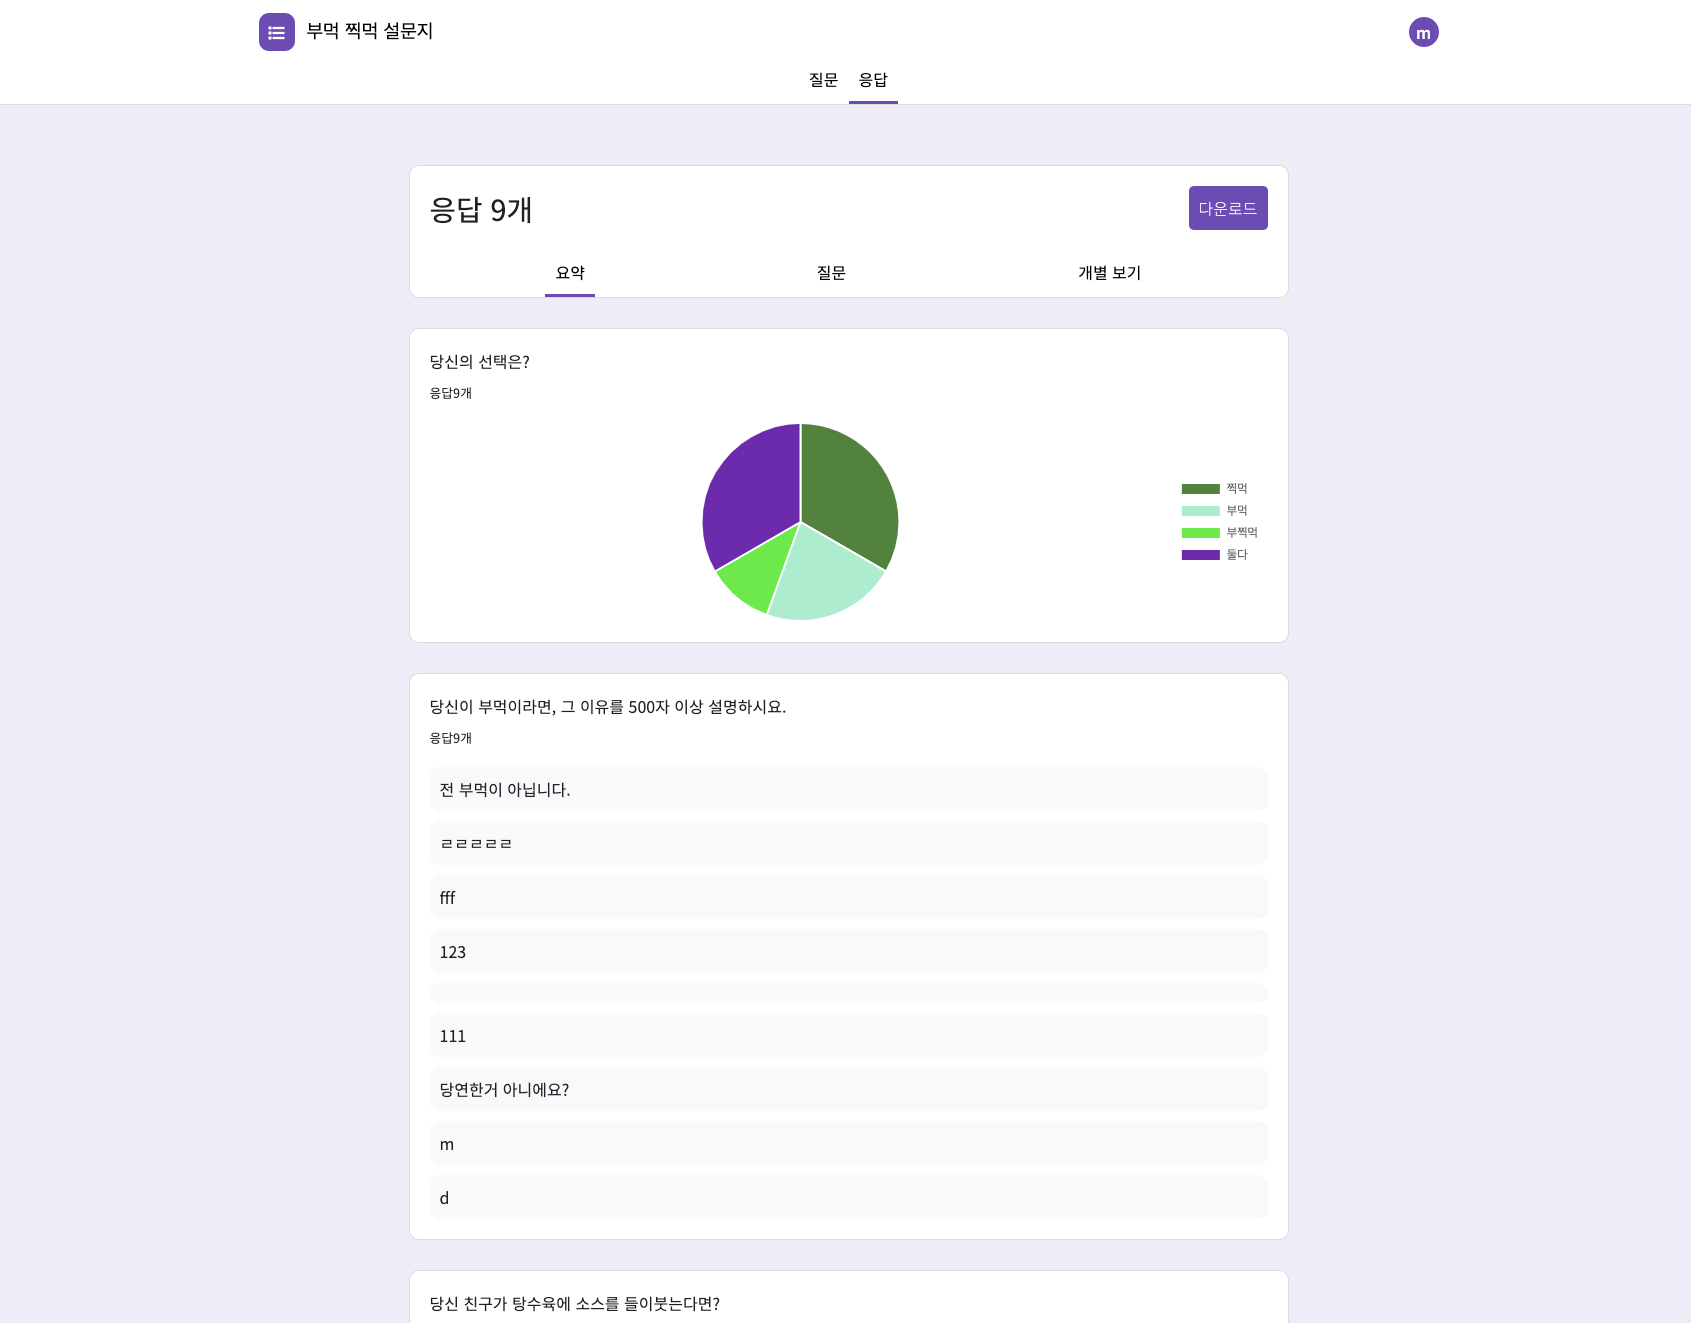 부먹 찍먹 설문지
m
질문 응답
응답 9개
다운로드
요약 질문 개별 보기
당신의 선택은?
응답9개
찍먹
부먹
부찍먹
둘다
당신이 부먹이라면, 그 이유를 500자 이상 설명하시요.
응답9개
전 부먹이 아닙니다.
ㄹㄹㄹㄹㄹ
fff
123
111
당연한거 아니에요?
m
d
당신 친구가 탕수육에 소스를 들이붓는다면?